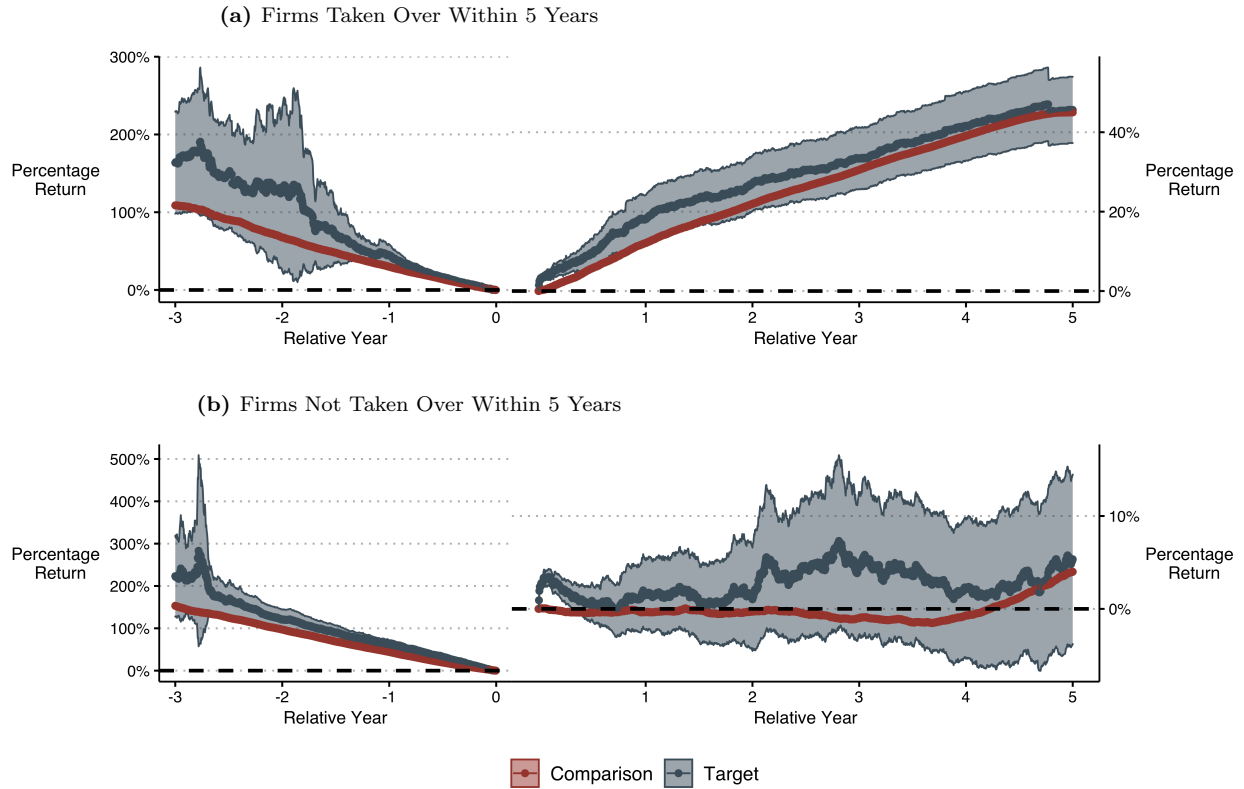 (a) Firms Taken Over Within 5 Years
300%
200%
100%
0%
Percentage
Return
-3 -2 -1 0
Relative Year
1 2 3 4 5
Relative Year
40%
20%
0%
Percentage
Return
(b) Firms Not Taken Over Within 5 Years
500%
400%
300%
200%
100%
0%
Percentage
Return
-3 -2 -1 0
Relative Year
1 2 3 4 5
Relative Year
10%
0%
Percentage
Return
Comparison Target